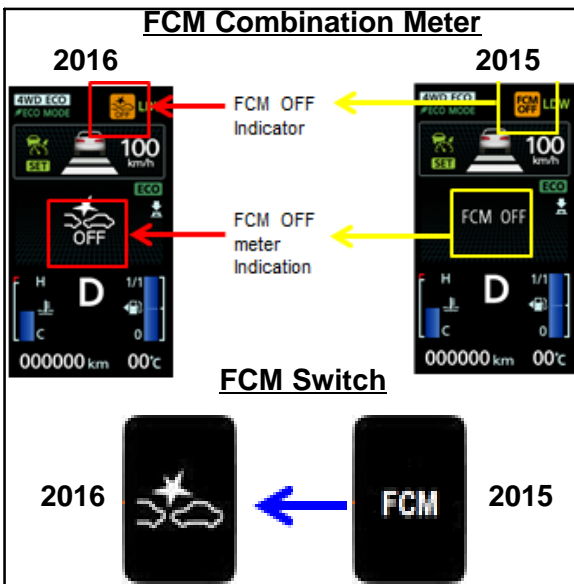 FCM Combination Meter
2016
2015
4WD ECO
ECO MODE
OFF
LD
SET
100
km/h
ECO
OFF
H
C
D
1/1
0
000000 km 00°c
FCM OFF
Indicator
FCM OFF
meter
Indication
4WD ECO
ECO MODE
FCM
OFF
LDW
SET
100
km/h
ECO
FCM OFF
H
C
D
1/1
0
000000 km 00°c
FCM Switch
2016
FCM
2015